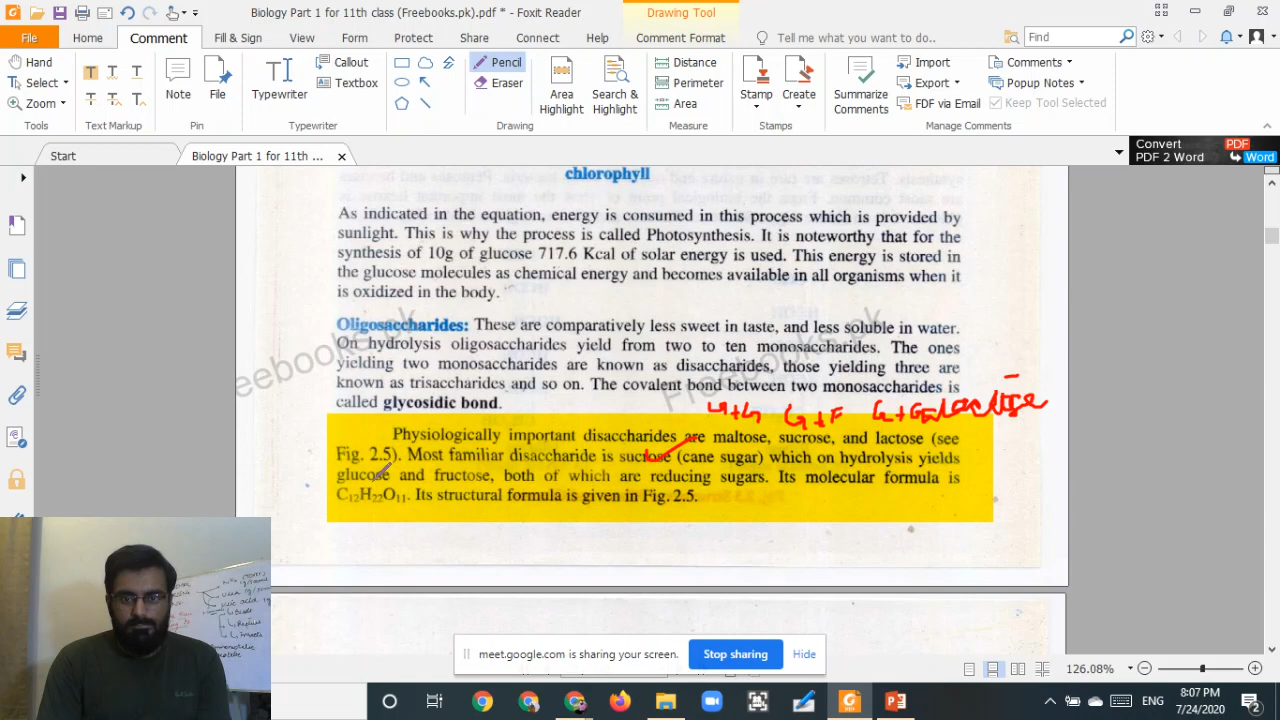 Biology Part 1 for 11th class (Freebooks.pk).pdf * - Foxit Reader
Drawing Tool
File
Home
Comment
Fill & Sign
View
Form
Protect
Share
Connect
Help
Comment Format
Tell me what you want to do..
Find
Hand
Select
Zoom
Tools
Text Markup
Note
File
Pin
Typewriter
Callout
Textbox
Typewriter
Pencil
Eraser
Drawing
Area Highlight
Search & Highlight
Distance
Perimeter
Area
Measure
Stamp
Create
Stamps
Summarize Comments
Import
Export
FDF via Email
Comments
Popup Notes
Keep Tool Selected
Manage Comments
Start
Biology Part 1 for 11th ...
Convert PDF
PDF 2 Word Word
chlorophyll
As indicated in the equation, energy is consumed in this process which is provided by
sunlight. This is why the process is called Photosynthesis. It is noteworthy that for the
synthesis of 10g of glucose 717.6 Kcal of solar energy is used. This energy is stored in
the glucose molecules as chemical energy and becomes available in all organisms when it
is oxidized in the body.
Oligosaccharides: These are comparatively less sweet in taste, and less soluble in water.
On hydrolysis oligosaccharides yield from two to ten monosaccharides. The ones
yielding two monosaccharides are known as disaccharides, those yielding three are
known as trisaccharides and so on. The covalent bond between two monosaccharides is
called glycosidic bond.
Freebooks.pk
Freebooks.pk
G+G G+F
Physiologically important disaccharides are maltose, sucrose, and lactose (see
Fig. 2.5). Most familiar disaccharide is sucrose (cane sugar) which on hydrolysis yields
glucose and fructose, both of which are reducing sugars. Its molecular formula is
C12H22O11. Its structural formula is given in Fig. 2.5.
meet.google.com is sharing your screen.
Stop sharing
Hide
126.08%
ENG
8:07 PM
7/24/2020